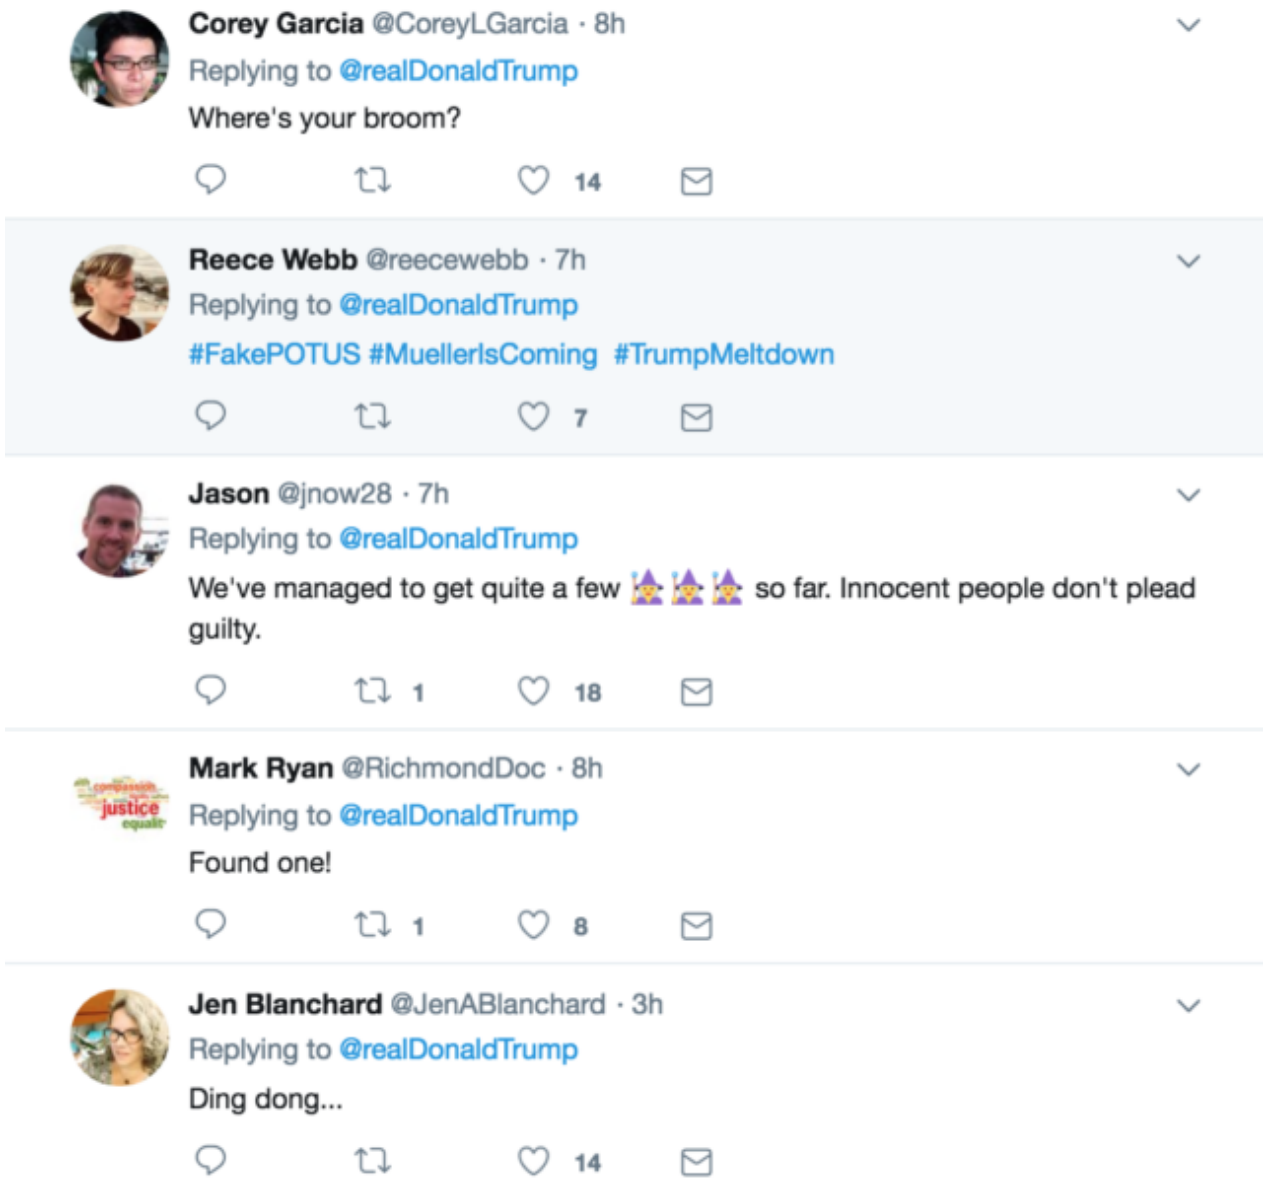 Corey Garcia @CoreyLGarcia · 8h
Replying to @realDonaldTrump
Where's your broom?
14
Reece Webb @reecewebb · 7h
Replying to @realDonaldTrump
#FakePOTUS #MuellerIsComing #TrumpMeltdown
7
Jason @jnow28 · 7h
Replying to @realDonaldTrump
We've managed to get quite a few 🧙‍♀️🧙‍♀️🧙‍♀️ so far. Innocent people don't plead
guilty.
1 18
compassion
justice
equality
Mark Ryan @RichmondDoc · 8h
Replying to @realDonaldTrump
Found one!
1 8
Jen Blanchard @JenABlanchard · 3h
Replying to @realDonaldTrump
Ding dong...
14